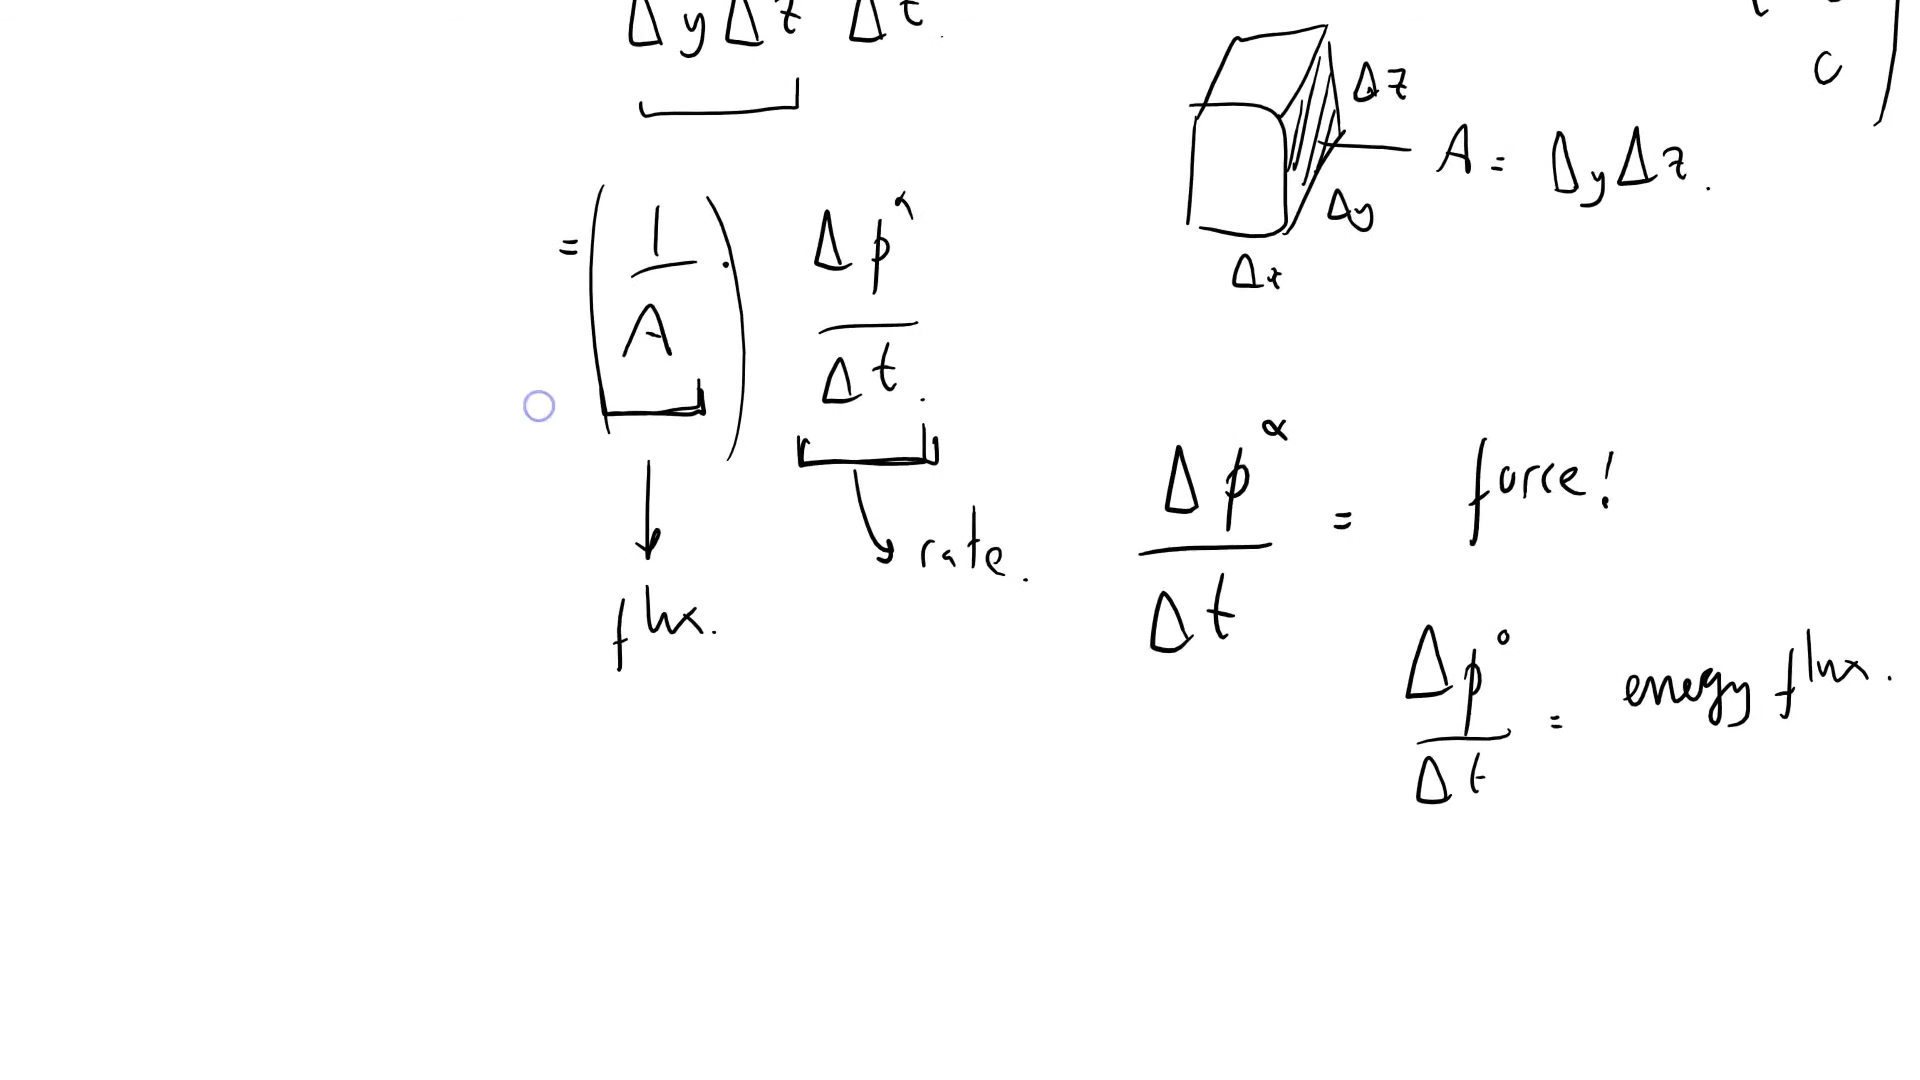 Δy Δz Δt.
c
Δz
A = Δy Δz.
Δy
Δx
= (1/A ·) Δp^α/Δt.
flux.
rate.
Δp^α/Δt = force!
Δp^0/Δt = energy flux.